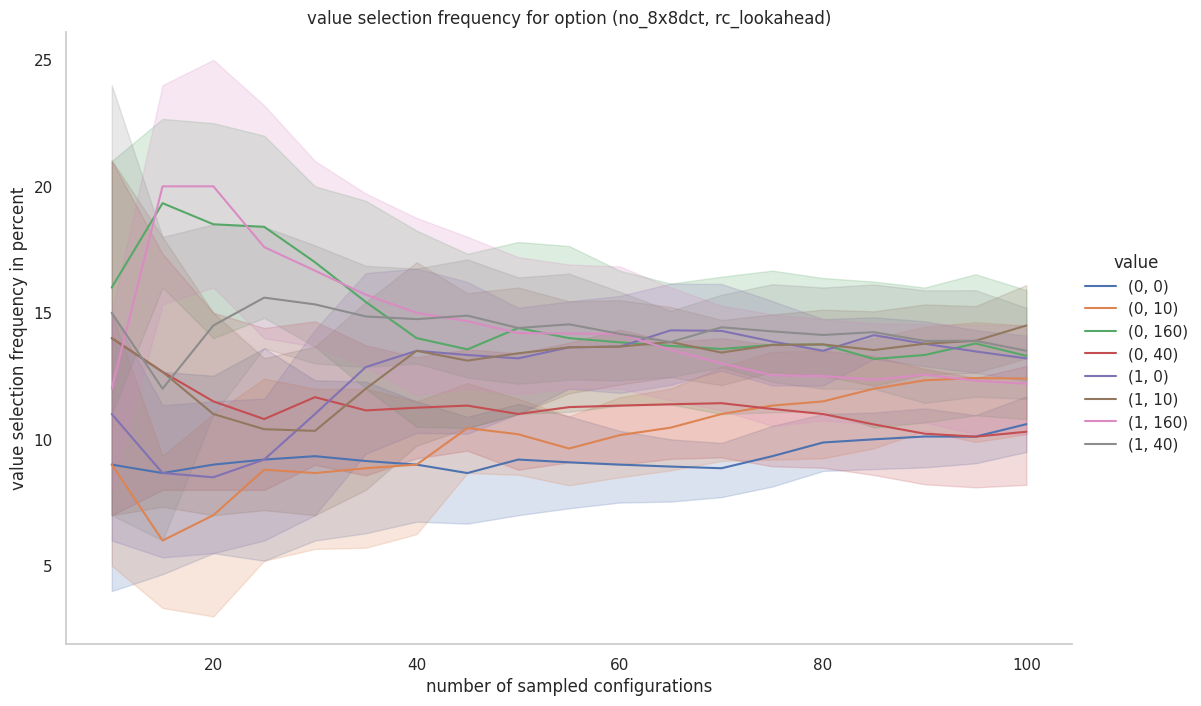 value selection frequency for option (no_8x8dct, rc_lookahead)
25
20
15
10
5
value selection frequency in percent
20 40 60 80 100
number of sampled configurations
value
(0, 0)
(0, 10)
(0, 160)
(0, 40)
(1, 0)
(1, 10)
(1, 160)
(1, 40)